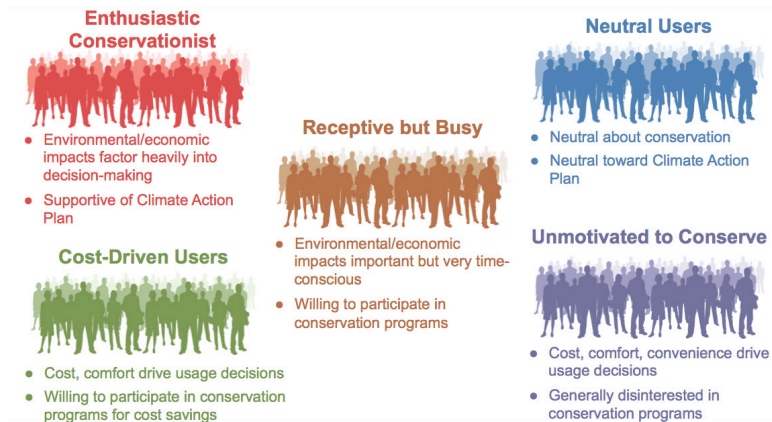 Enthusiastic
Conservationist
● Environmental/economic
impacts factor heavily into
decision-making
● Supportive of Climate Action
Plan
Cost-Driven Users
● Cost, comfort drive usage decisions
● Willing to participate in conservation
programs for cost savings
Receptive but Busy
● Environmental/economic
impacts important but very time-
conscious
● Willing to participate in
conservation programs
Neutral Users
● Neutral about conservation
● Neutral toward Climate Action
Plan
Unmotivated to Conserve
● Cost, comfort, convenience drive
usage decisions
● Generally disinterested in
conservation programs